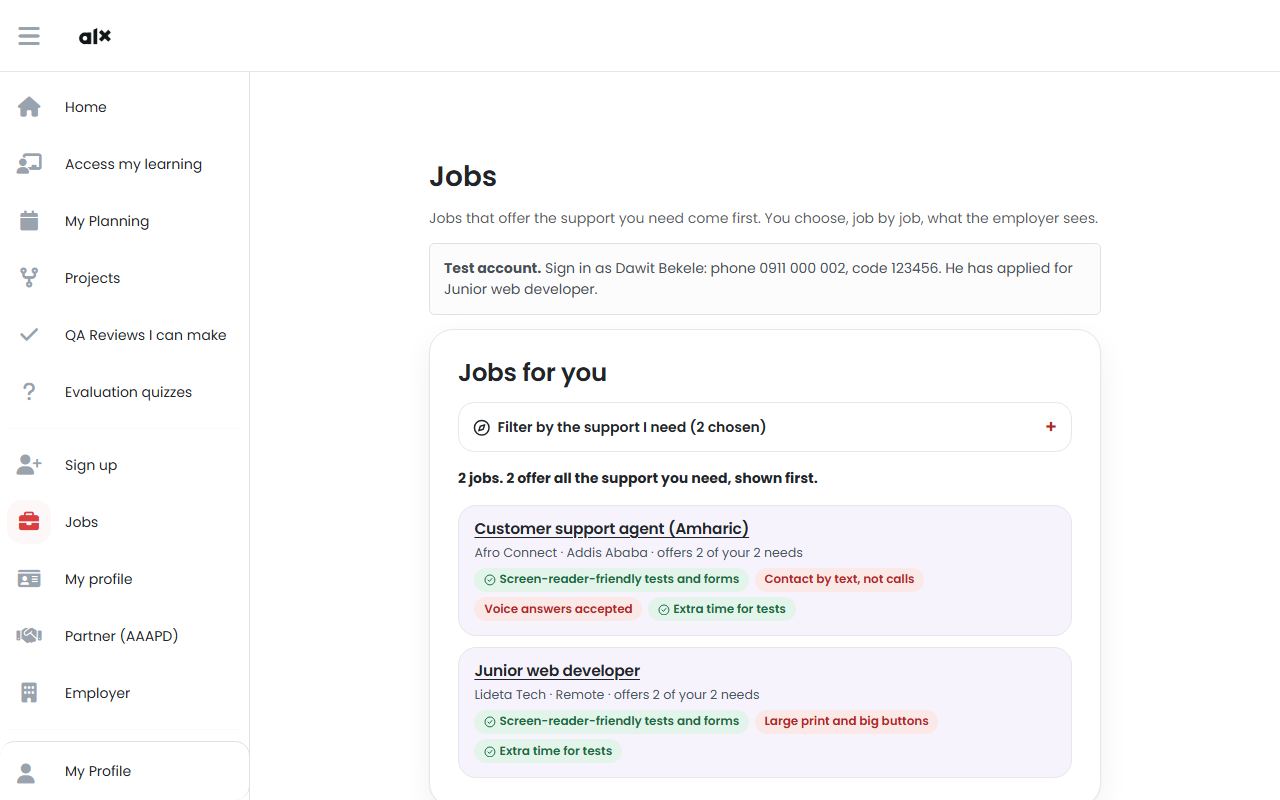 alx
Home
Access my learning
My Planning
Projects
QA Reviews I can make
Evaluation quizzes
Sign up
Jobs
My profile
Partner (AAAPD)
Employer
My Profile
Jobs
Jobs that offer the support you need come first. You choose, job by job, what the employer sees.
Test account. Sign in as Dawit Bekele: phone 0911 000 002, code 123456. He has applied for
Junior web developer.
Jobs for you
Filter by the support I need (2 chosen) +
2 jobs. 2 offer all the support you need, shown first.
Customer support agent (Amharic)
Afro Connect · Addis Ababa · offers 2 of your 2 needs
Screen-reader-friendly tests and forms Contact by text, not calls
Voice answers accepted Extra time for tests
Junior web developer
Lideta Tech · Remote · offers 2 of your 2 needs
Screen-reader-friendly tests and forms Large print and big buttons
Extra time for tests